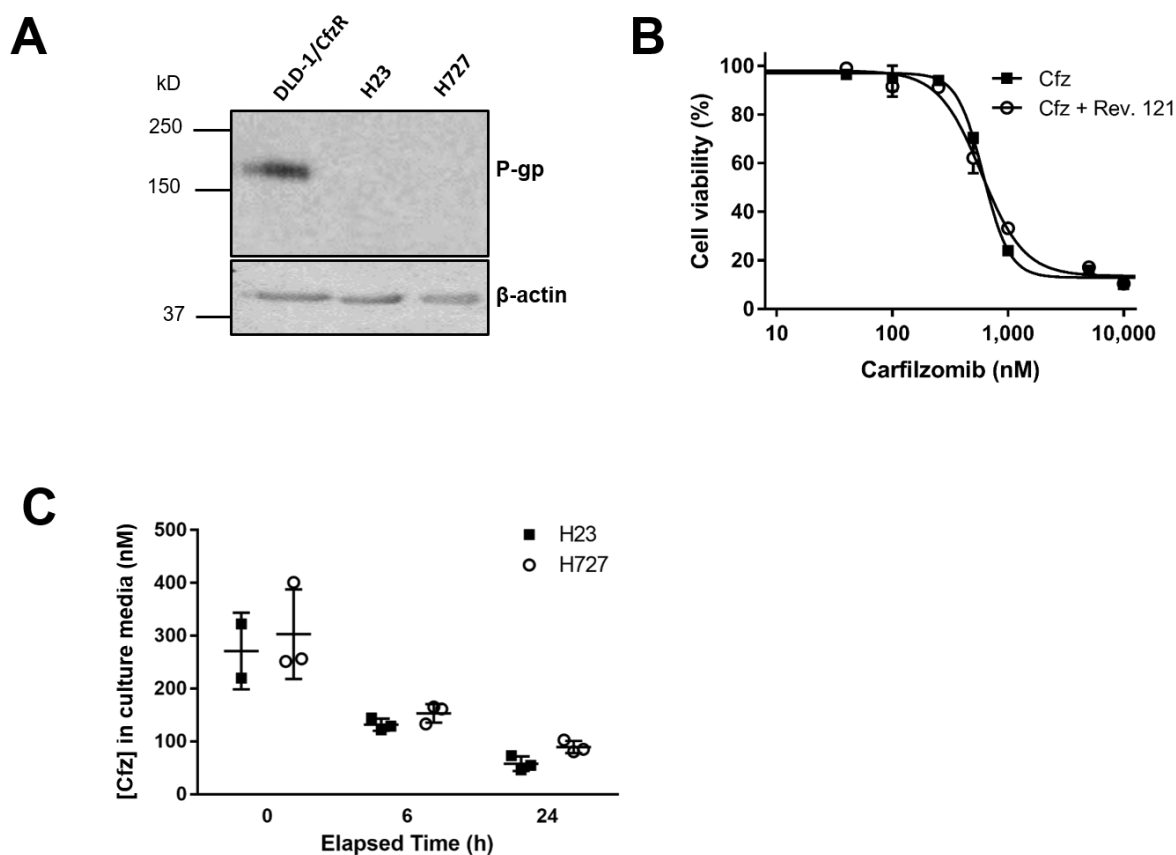 A
kD
DLD-1/CfzR
H23
H727
250
150
P-gp
37
β-actin
B
100
80
60
40
20
0
Cell viability (%)
Cfz
Cfz + Rev. 121
10
100
1,000
10,000
Carfilzomib (nM)
C
500
400
300
200
100
0
[Cfz] in culture media (nM)
H23
H727
0
6
24
Elapsed Time (h)